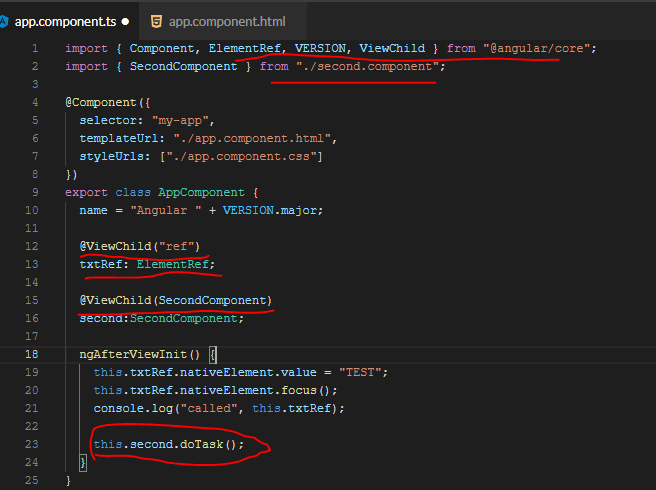 app.component.ts ● app.component.html
1 import { Component, ElementRef, VERSION, ViewChild } from "@angular/core";
2 import { SecondComponent } from "./second.component";
3
4 @Component({
5 selector: "my-app",
6 templateUrl: "./app.component.html",
7 styleUrls: ["./app.component.css"]
8 })
9 export class AppComponent {
10 name = "Angular " + VERSION.major;
11
12 @ViewChild("ref")
13 txtRef: ElementRef;
14
15 @ViewChild(SecondComponent)
16 second:SecondComponent;
17
18 ngAfterViewInit() {
19 this.txtRef.nativeElement.value = "TEST";
20 this.txtRef.nativeElement.focus();
21 console.log("called", this.txtRef);
22
23 this.second.doTask();
24 }
25 }